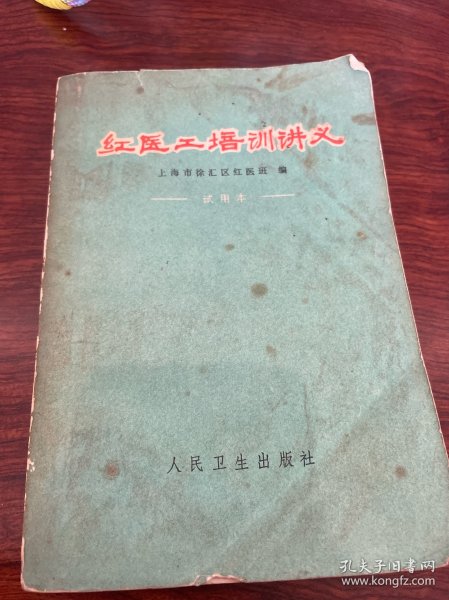 红医工培训讲义
上海市徐汇区红医班 编
试用本
人民卫生出版社
孔夫子旧书网
www.kongfz.com